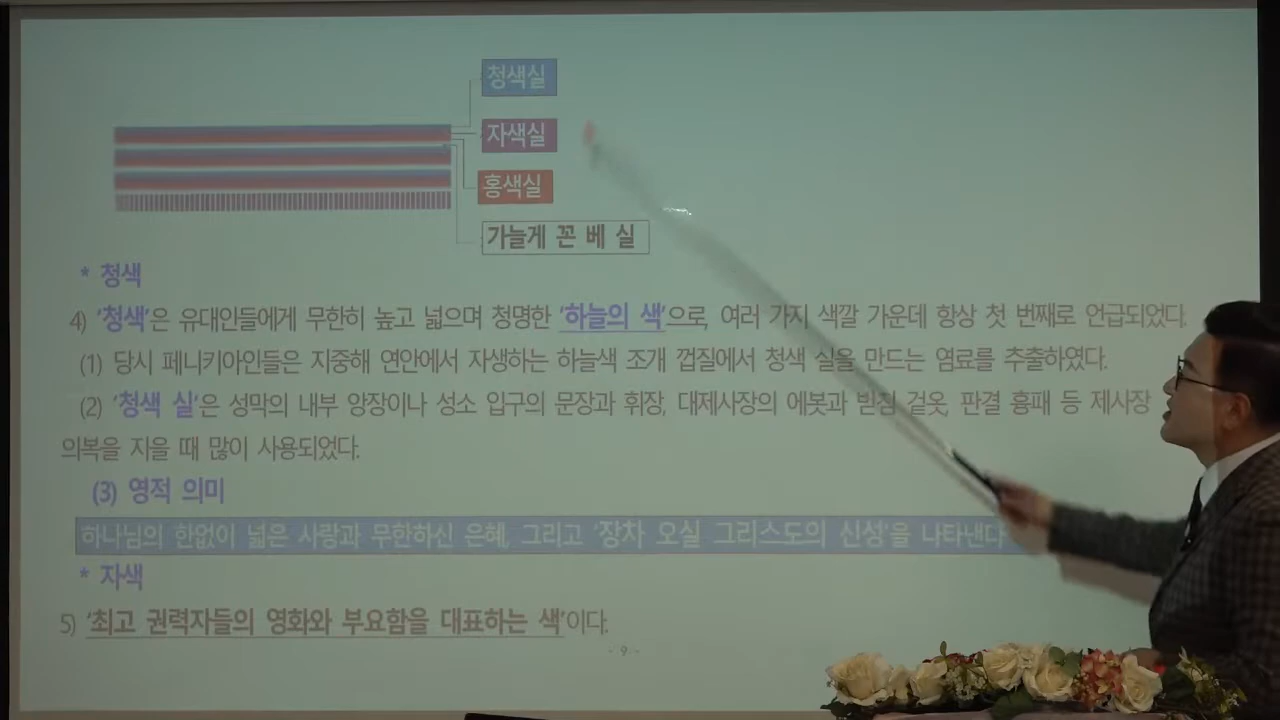 청색실
자색실
홍색실
가늘게 꼰 베 실
* 청색
4) '청색'은 유대인들에게 무한히 높고 넓으며 청명한 '하늘의 색'으로, 여러 가지 색깔 가운데 항상 첫 번째로 언급되었다.
(1) 당시 페니키아인들은 지중해 연안에서 자생하는 하늘색 조개 껍질에서 청색 실을 만드는 염료를 추출하였다.
(2) '청색 실'은 성막의 내부 앙장이나 성소 입구의 문장과 휘장, 대제사장의 에봇과 받침 겉옷, 판결 흉패 등 제사장
의복을 지을 때 많이 사용되었다.
(3) 영적 의미
하나님의 한없이 넓은 사랑과 무한하신 은혜, 그리고 '장차 오실 그리스도의 신성'을 나타낸다
* 자색
5) '최고 권력자들의 영화와 부요함을 대표하는 색'이다.
- 9 -